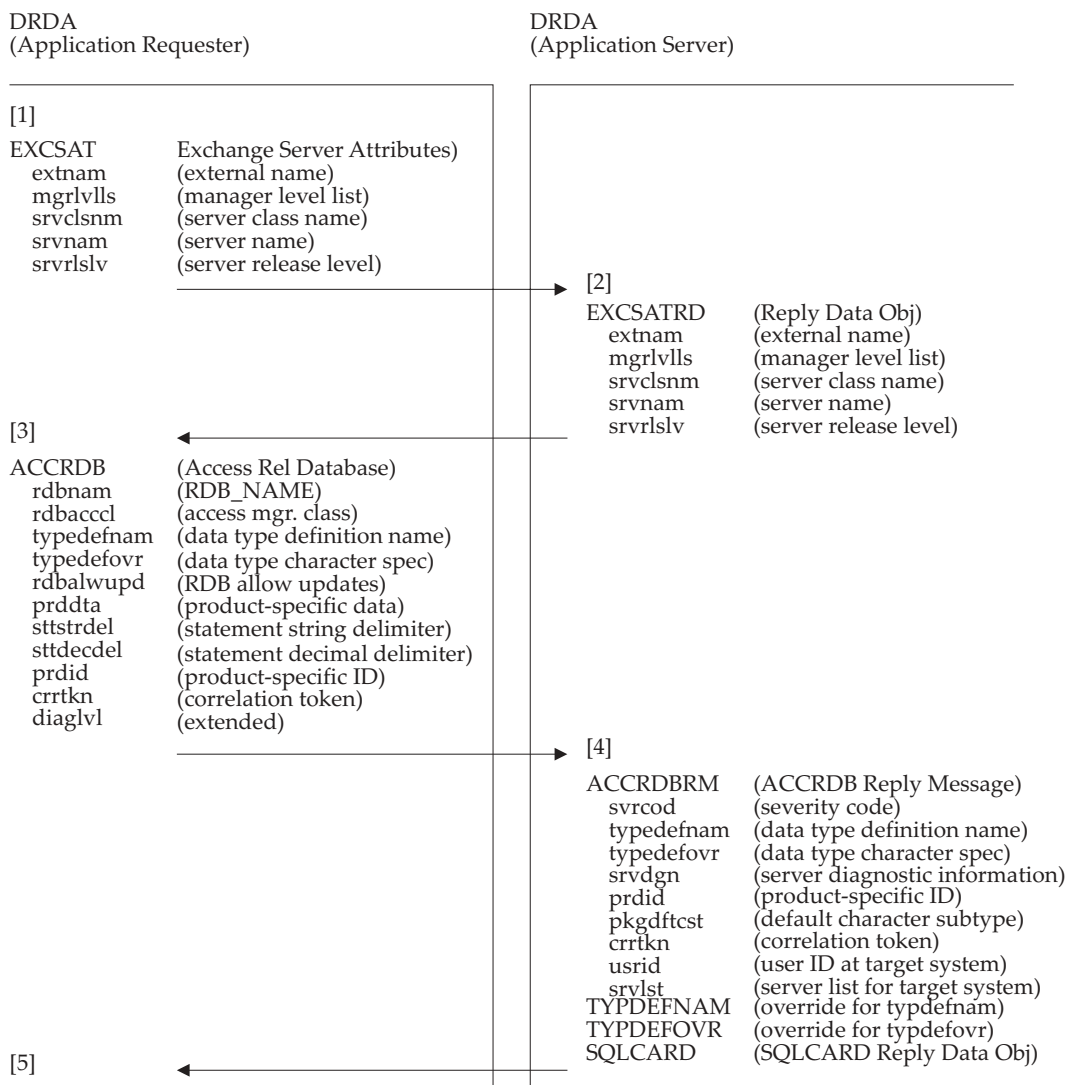 DRDA
(Application Requester)
DRDA
(Application Server)
[1]
EXCSAT Exchange Server Attributes)
extnam (external name)
mgrlvlls (manager level list)
srvclsnm (server class name)
srvnam (server name)
srvrlslv (server release level)
[2]
EXCSATRD (Reply Data Obj)
extnam (external name)
mgrlvlls (manager level list)
srvclsnm (server class name)
srvnam (server name)
srvrlslv (server release level)
[3]
ACCRDB (Access Rel Database)
rdbnam (RDB_NAME)
rdbacccl (access mgr. class)
typedefnam (data type definition name)
typedefovr (data type character spec)
rdbalwupd (RDB allow updates)
prddta (product-specific data)
sttstrdel (statement string delimiter)
sttdecdel (statement decimal delimiter)
prdid (product-specific ID)
crrtkn (correlation token)
diaglvl (extended)
[4]
ACCRDBRM (ACCRDB Reply Message)
svrcod (severity code)
typedefnam (data type definition name)
typedefovr (data type character spec)
srvdgn (server diagnostic information)
prdid (product-specific ID)
pkgdftcst (default character subtype)
crrtkn (correlation token)
usrid (user ID at target system)
srvlst (server list for target system)
TYPDEFNAM (override for typdefnam)
TYPDEFOVR (override for typdefovr)
SQLCARD (SQLCARD Reply Data Obj)
[5]